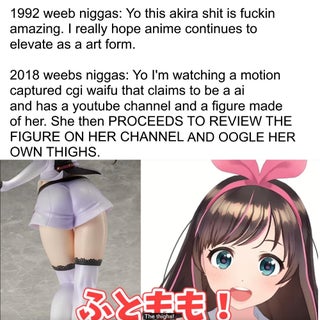 1992 weeb niggas: Yo this akira shit is fuckin
amazing. I really hope anime continues to
elevate as a art form.
2018 weebs niggas: Yo I'm watching a motion
captured cgi waifu that claims to be a ai
and has a youtube channel and a figure made
of her. She then PROCEEDS TO REVIEW THE
FIGURE ON HER CHANNEL AND OOGLE HER
OWN THIGHS.
ふともも！
The thighs!